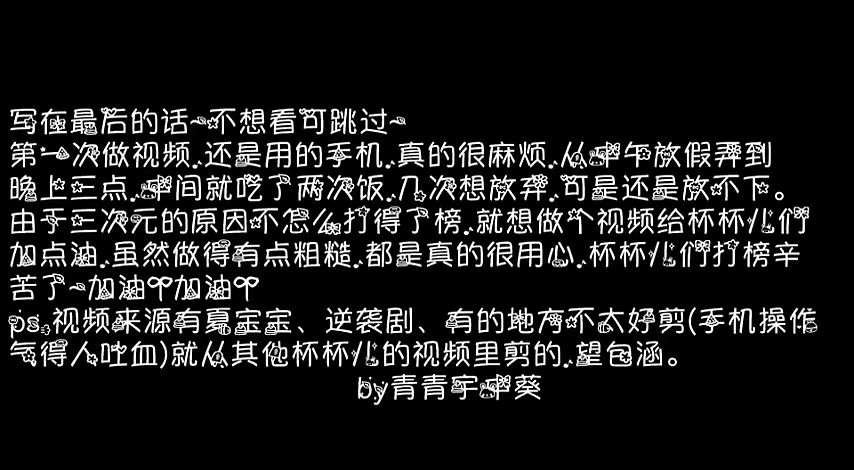 写在最后的话~不想看可跳过~
第一次做视频,还是用的手机,真的很麻烦,从中午放假弄到
晚上三点,中间就吃了两次饭,几次想放弃,可是还是放不下。
由于三次元的原因不怎么打得了榜,就想做个视频给杯杯儿们
加点油,虽然做得有点粗糙,都是真的很用心,杯杯儿们打榜辛
苦了~加油♡加油♡
ps,视频来源有夏宝宝、逆袭剧、有的地方不太好剪(手机操作
气得人吐血)就从其他杯杯儿的视频里剪的,望包涵。
by青青宇中葵